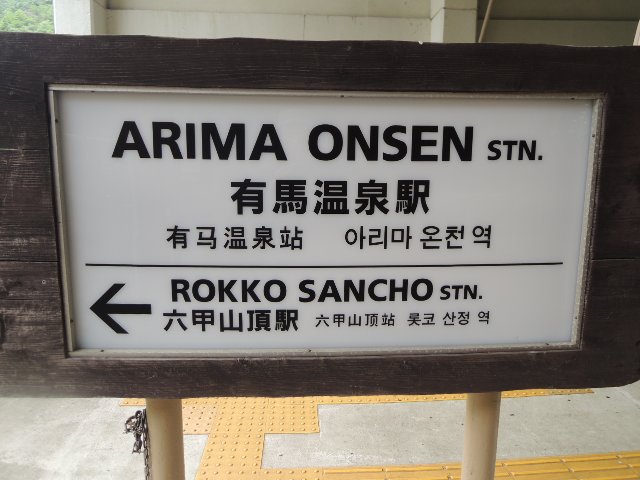 ARIMA ONSEN STN.
有馬温泉駅
有马温泉站 아리마 온천 역
ROKKO SANCHO STN.
六甲山頂駅 六甲山顶站 롯코 산정 역